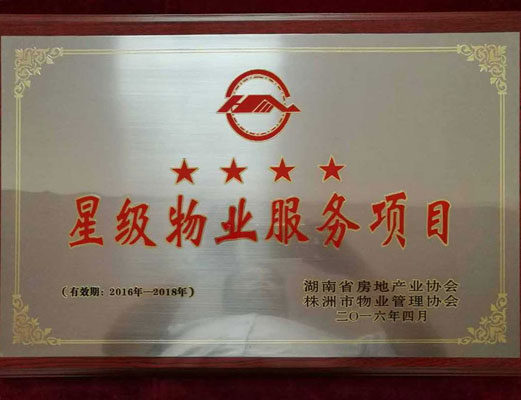 ★★★★
星级物业服务项目
(有效期：2016年—2018年)
湖南省房地产业协会
株洲市物业管理协会
二〇一六年四月